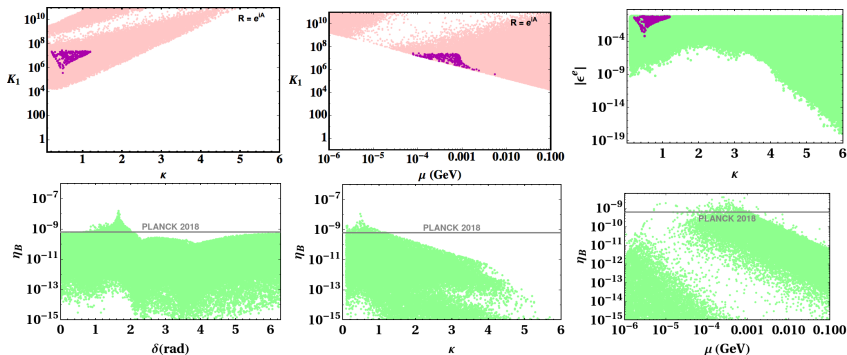 R = e^{iA}
10^{10}
10^8
10^6
10^4
100
1
K_1
1 2 3 4 5 6
κ
R = e^{iA}
10^{10}
10^8
10^6
10^4
100
1
K_1
10^{-6} 10^{-5} 10^{-4} 0.001 0.010 0.100
μ (GeV)
10^{-4}
10^{-9}
10^{-14}
10^{-19}
|ϵ^e|
1 2 3 4 5 6
κ
10^{-7}
10^{-9}
10^{-11}
10^{-13}
10^{-15}
η_B
PLANCK 2018
0 1 2 3 4 5 6
δ(rad)
10^{-7}
10^{-9}
10^{-11}
10^{-13}
10^{-15}
η_B
PLANCK 2018
0 1 2 3 4 5 6
κ
10^{-9}
10^{-10}
10^{-11}
10^{-12}
10^{-13}
10^{-14}
10^{-15}
η_B
PLANCK 2018
10^{-6} 10^{-5} 10^{-4} 0.001 0.010 0.100
μ (GeV)